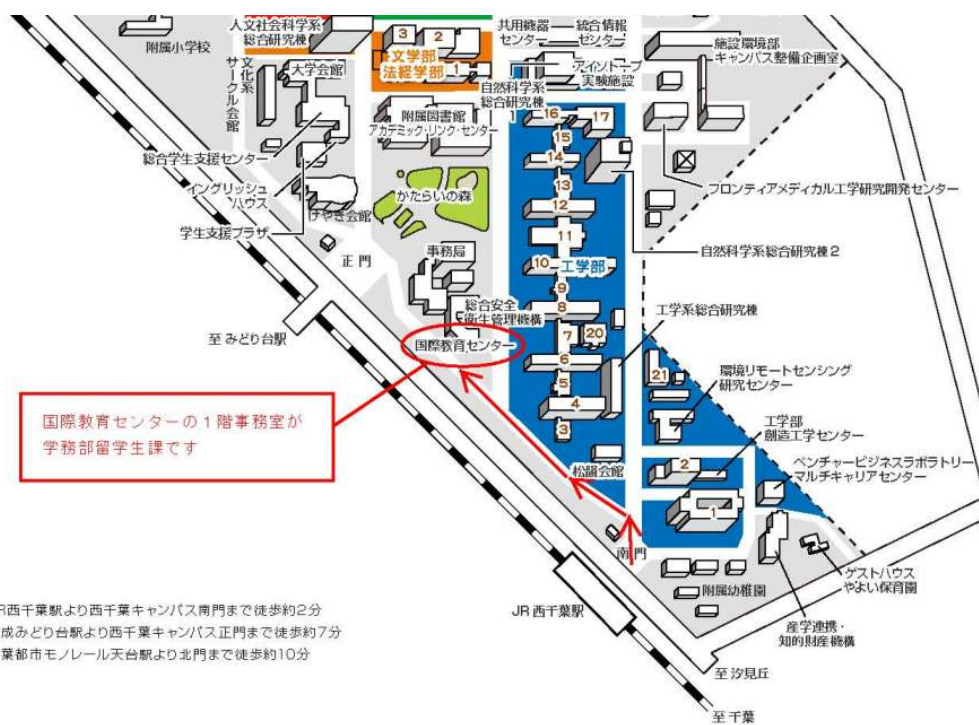 人文社会科学系
総合研究棟
附属小学校
文化系
サークル会館
大学会館
3
2
文学部
法経学部
1
共用機器
センター
統合情報
センター
アイソトープ
実験施設
自然科学系
総合研究棟
1
施設環境部
キャンパス整備企画室
附属図書館
アカデミック・リンク・センター
16
17
15
14
13
12
11
10
工学部
9
8
7
20
6
5
4
3
総合学生支援センター
イングリッシュ
ハウス
学生支援プラザ
けやき会館
かたらいの森
フロンティアメディカル工学研究開発センター
自然科学系総合研究棟2
正門
事務局
総合安全
衛生管理機構
国際教育センター
工学系総合研究棟
至 みどり台駅
21
環境リモートセンシング
研究センター
国際教育センターの1階事務室が
学務部留学生課です
工学部
創造工学センター
ベンチャービジネスラボラトリー
マルチキャリアセンター
松韻会館
2
1
南門
附属幼稚園
ゲストハウス
やよい保育園
産学連携・
知的財産機構
JR 西千葉駅
R西千葉駅より西千葉キャンパス南門まで徒歩約2分
成みどり台駅より西千葉キャンパス正門まで徒歩約7分
葉都市モノレール天台駅より北門まで徒歩約10分
至 汐見丘
至 千葉